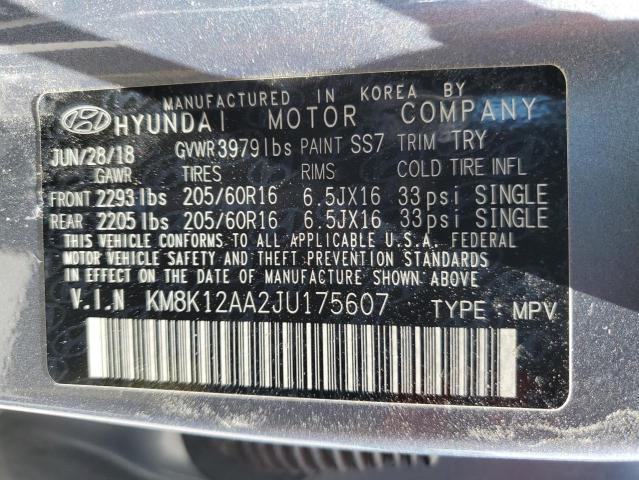 MANUFACTURED IN KOREA BY
HYUNDAI MOTOR COMPANY
JUN/28/18 GVWR 3979 lbs PAINT SS7 TRIM TRY
GAWR TIRES RIMS COLD TIRE INFL
FRONT 2293 lbs 205/60R16 6.5JX16 33 psi SINGLE
REAR 2205 lbs 205/60R16 6.5JX16 33 psi SINGLE
THIS VEHICLE CONFORMS TO ALL APPLICABLE U.S.A. FEDERAL
MOTOR VEHICLE SAFETY AND THEFT PREVENTION STANDARDS
IN EFFECT ON THE DATE OF MANUFACTURE SHOWN ABOVE.
V.I.N KM8K12AA2JU175607 TYPE: MPV